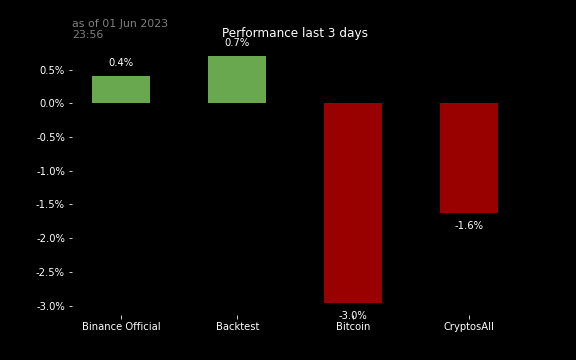 as of 01 Jun 2023
23:56
Performance last 3 days
0.4%
0.7%
-3.0%
-1.6%
0.5%
0.0%
-0.5%
-1.0%
-1.5%
-2.0%
-2.5%
-3.0%
Binance Official
Backtest
Bitcoin
CryptosAll